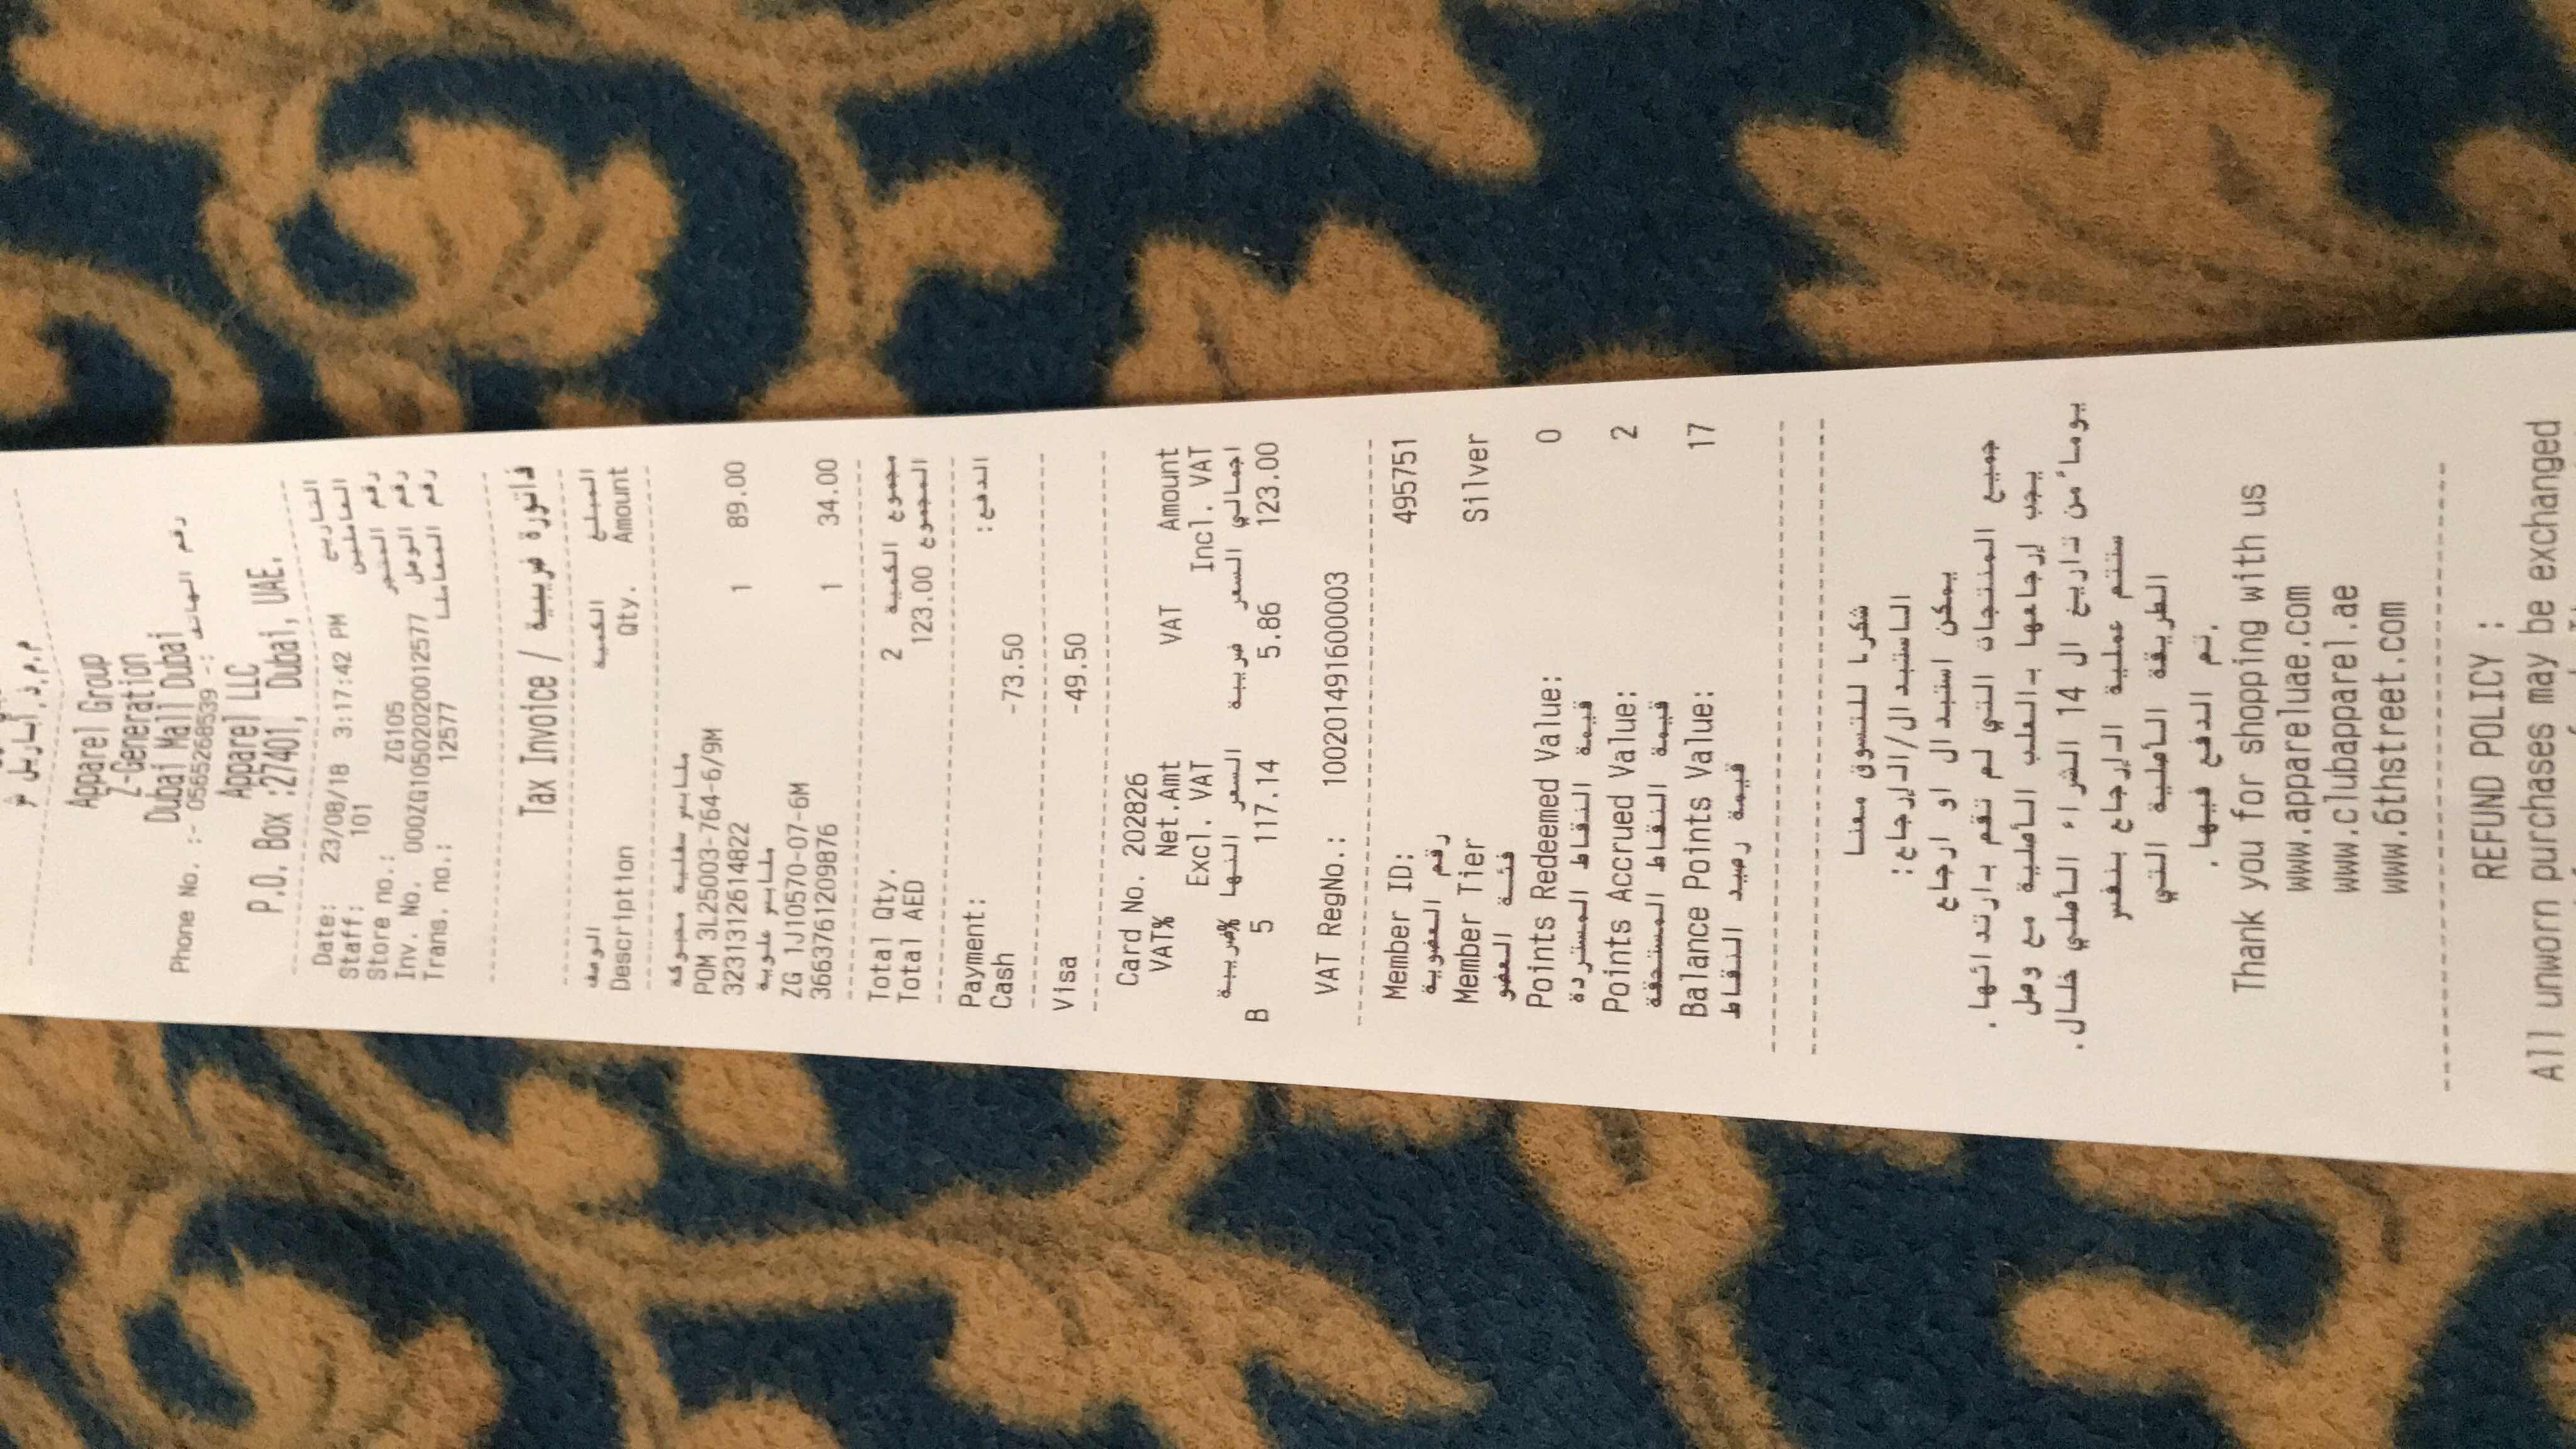 م.م.ذ. أباريل ش
Apparel Group
Z-Generation
Dubai Mall Dubai
Phone No. :- 0565268539 -: رقم الهاتف
Apparel LLC
P.O. Box :27401, Dubai, UAE.
Date: 23/08/18 3:17:42 PM التاريخ
Staff: 101 العاملين
Store no.: ZG105 رقم المتجر
Inv. No. 000ZG10502020012577 رقم الوصل
Trans. no.: 12577 رقم المعاملا
Tax Invoice / فاتورة ضريبية
الوصف الكمية المبلغ
Description Qty. Amount
ملابس سفلية محبوكة
POM 3L25003-764-6/9M
3231312614822 1 89.00
ملابس علوية
ZG 1J10570-07-6M
3663761209876 1 34.00
Total Qty. 2 مجموع الكمية
Total AED 123.00 المجموع
Payment: الدفع:
Cash -73.50
Visa -49.50
Card No. 202826
VAT% Net.Amt VAT Amount
Excl. VAT Incl. VAT
ضريبة% السعر النها ضريبة اجمالي السعر
B 5 117.14 5.86 123.00
VAT RegNo.: 100201491600003
Member ID: 495751
رقم العضوية
Member Tier Silver
فئة العضو
Points Redeemed Value: 0
قيمة النقاط المستردة
Points Accrued Value: 2
قيمة النقاط المستحقة
Balance Points Value: 17
قيمة رصيد النقاط
شكرا للتسوق معنا
الاستبدال/الإرجاع:
يمكن استبدال او ارجاع
جميع المنتجات التي لم تقم بارتدائها.
يجب إرجاعها بالعلب الأصلية مع وصل
يوماً من تاريخ ال 14 الشراء الأصلي خلال.
ستتم عملية الإرجاع بنفس
الطريقة الأصلية التي
.تم الدفع فيها.
Thank you for shopping with us
www.appareluae.com
www.clubapparel.ae
www.6thstreet.com
REFUND POLICY :
All unworn purchases may be exchanged